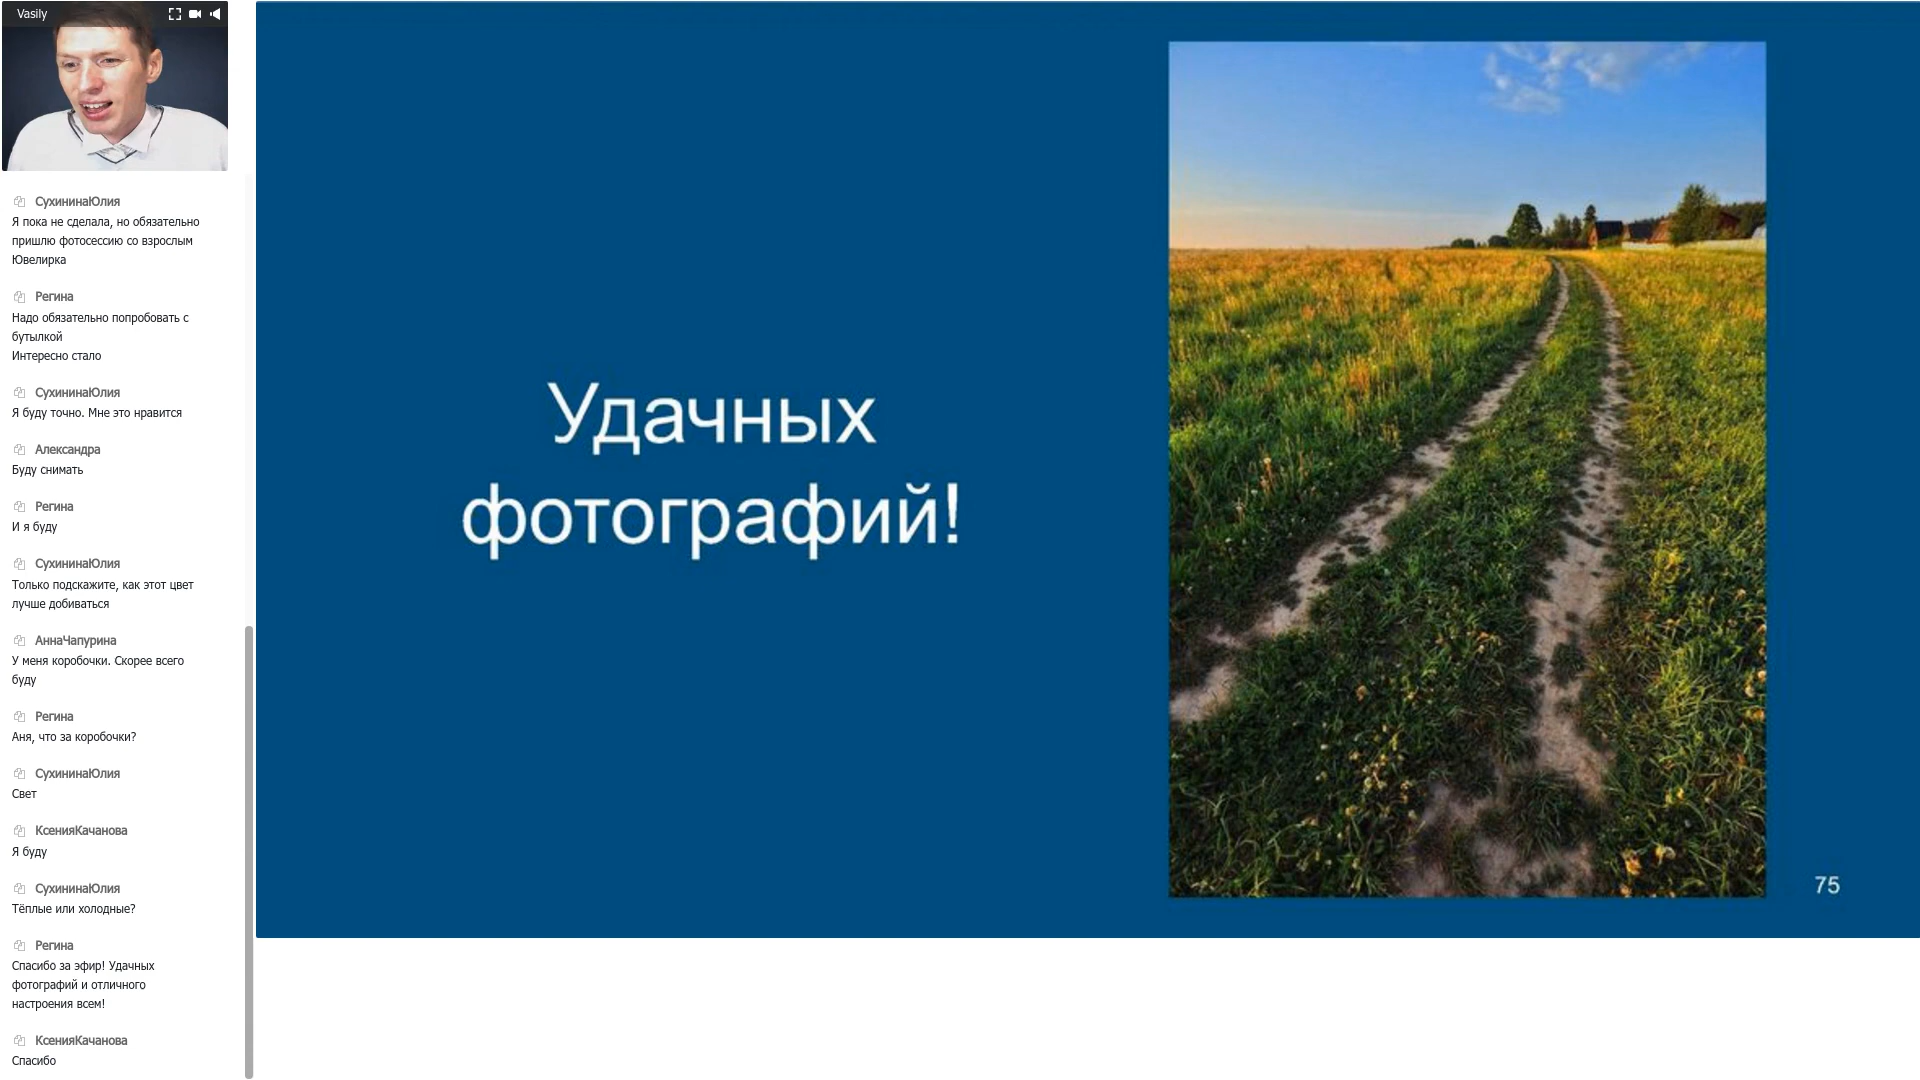 Vasily
СухининаЮлия
Я пока не сделала, но обязательно
пришлю фотосессию со взрослым
Ювелирка
Регина
Надо обязательно попробовать с
бутылкой
Интересно стало
СухининаЮлия
Я буду точно. Мне это нравится
Александра
Буду снимать
Регина
И я буду
СухининаЮлия
Только подскажите, как этот цвет
лучше добиваться
АннаЧапурина
У меня коробочки. Скорее всего
буду
Регина
Аня, что за коробочки?
СухининаЮлия
Свет
КсенияКачанова
Я буду
СухининаЮлия
Тёплые или холодные?
Регина
Спасибо за эфир! Удачных
фотографий и отличного
настроения всем!
КсенияКачанова
Спасибо
Удачных
фотографий!
75